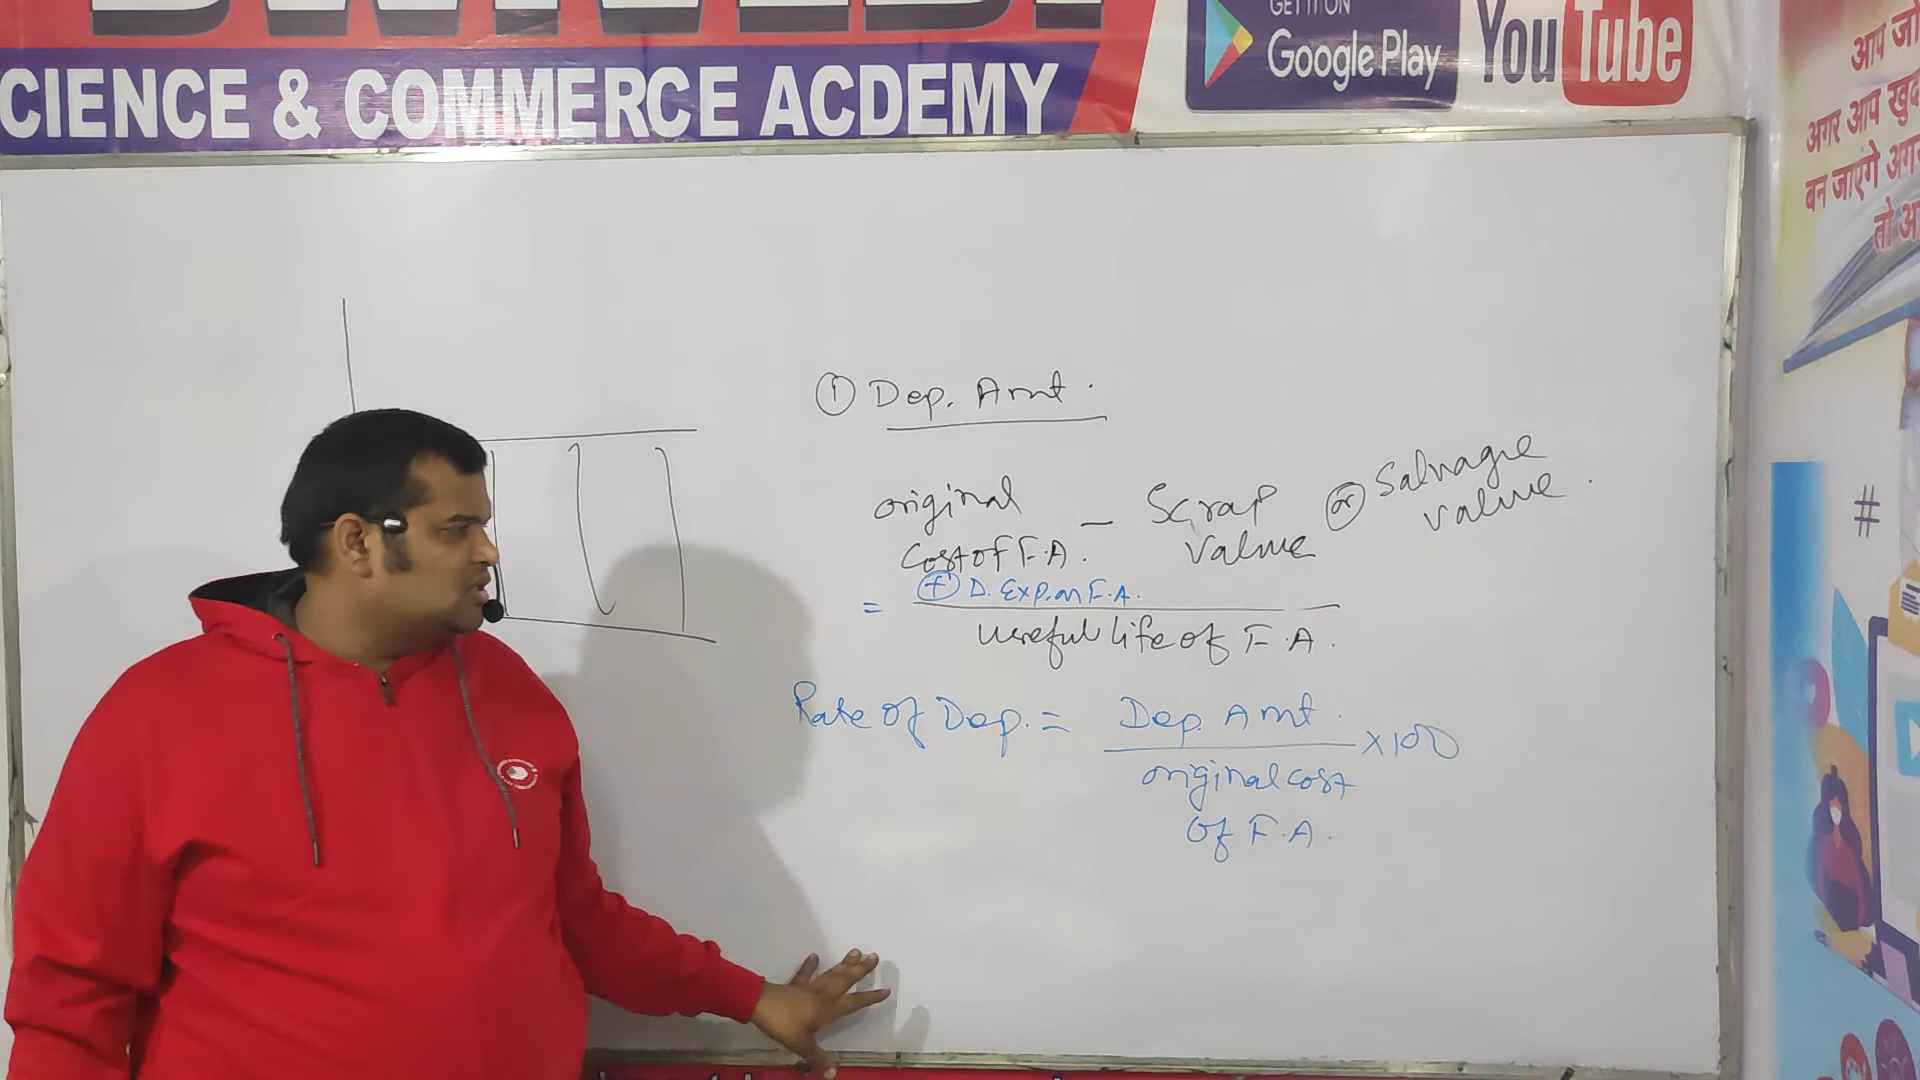 CIENCE & COMMERCE ACDEMY
GET IT ON
Google Play
YouTube
आप जो
अगर आप खुद
बन जाएंगे अगर
तो अ
#
① Dep. Amt.
original Scrap or Salvage
Cost of F.A. - Value value.
+ D. Exp. on F.A.
=
Useful life of F.A.
Rate of Dep. = Dep. Amt. × 100
original cost
of F.A.